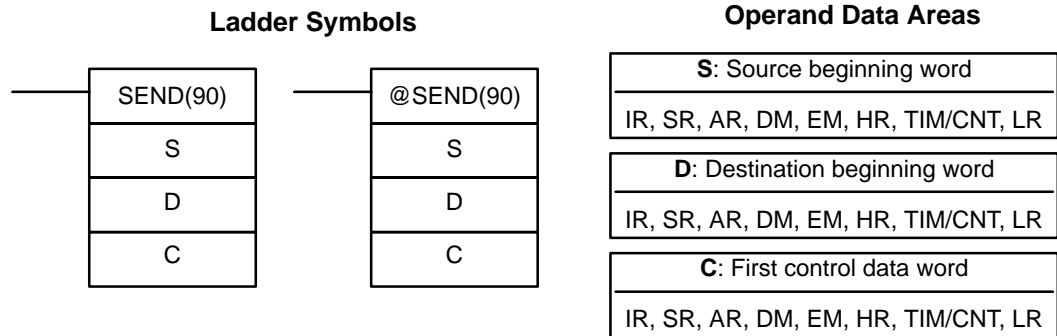 Ladder Symbols
SEND(90)
S
D
C
@SEND(90)
S
D
C
Operand Data Areas
S: Source beginning word
IR, SR, AR, DM, EM, HR, TIM/CNT, LR
D: Destination beginning word
IR, SR, AR, DM, EM, HR, TIM/CNT, LR
C: First control data word
IR, SR, AR, DM, EM, HR, TIM/CNT, LR